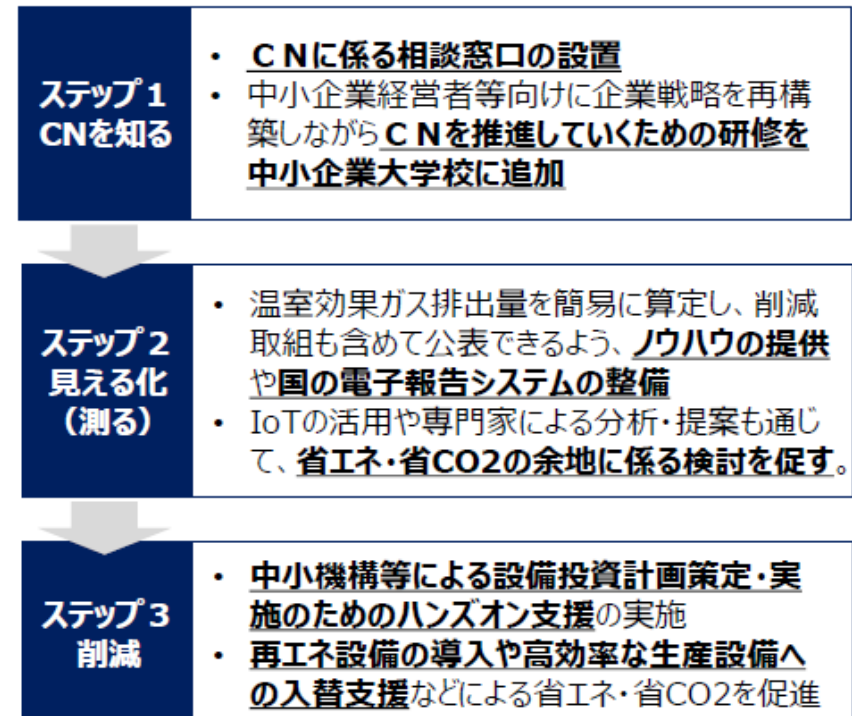 ステップ1
CNを知る
• ＣＮに係る相談窓口の設置
• 中小企業経営者等向けに企業戦略を再構
築しながらＣＮを推進していくための研修を
中小企業大学校に追加
ステップ2
見える化
（測る）
• 温室効果ガス排出量を簡易に算定し、削減
取組も含めて公表できるよう、ノウハウの提供
や国の電子報告システムの整備
• IoTの活用や専門家による分析・提案も通じ
て、省エネ・省CO2の余地に係る検討を促す。
ステップ3
削減
• 中小機構等による設備投資計画策定・実
施のためのハンズオン支援の実施
• 再エネ設備の導入や高効率な生産設備へ
の入替支援などによる省エネ・省CO2を促進